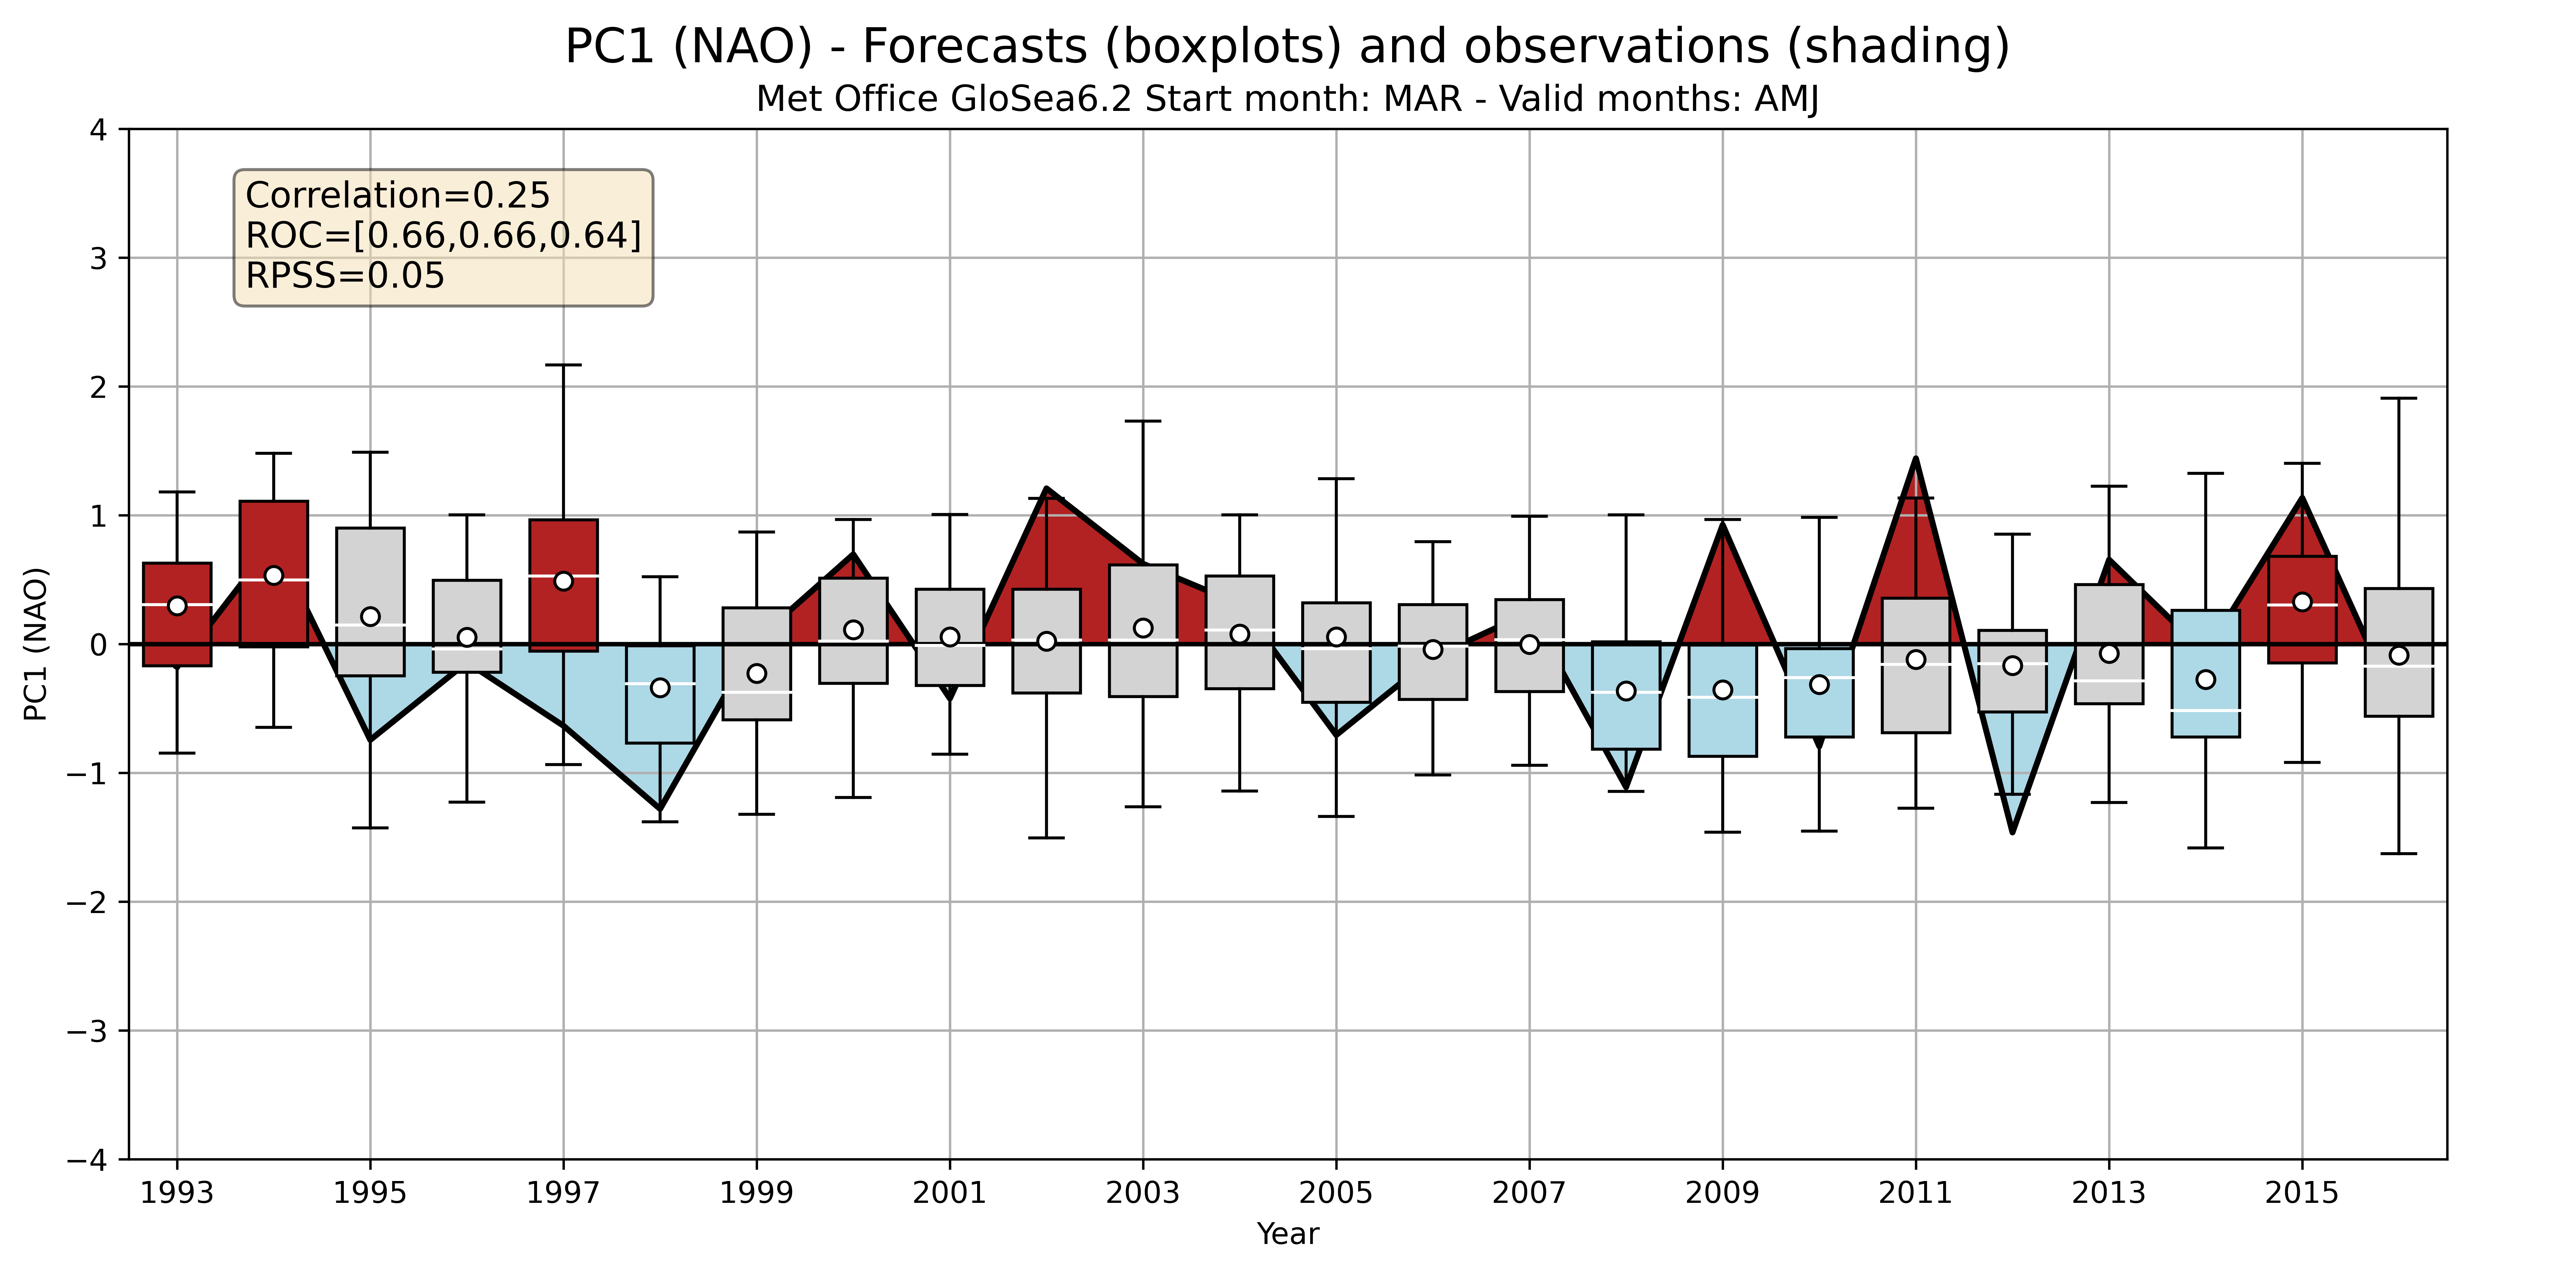 PC1 (NAO) - Forecasts (boxplots) and observations (shading)
Met Office GloSea6.2 Start month: MAR - Valid months: AMJ
Correlation=0.25
ROC=[0.66,0.66,0.64]
RPSS=0.05
PC1 (NAO)
4
3
2
1
0
−1
−2
−3
−4
1993 1995 1997 1999 2001 2003 2005 2007 2009 2011 2013 2015
Year